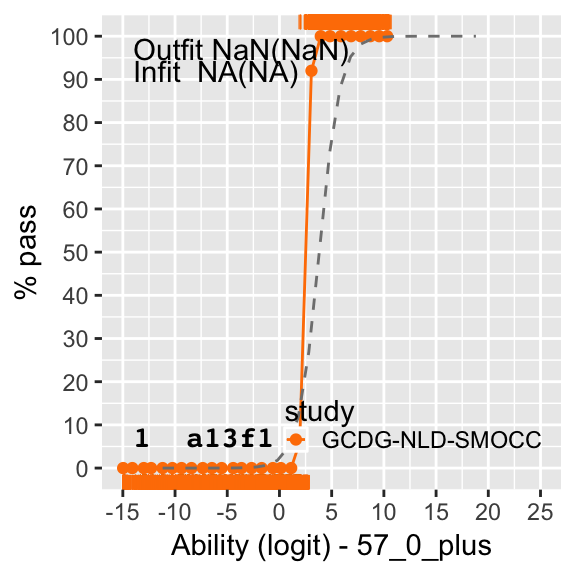 100
90
80
70
60
50
40
30
20
10
0
% pass
Outfit NaN(NaN)
Infit  NA(NA)
study
1   a13f1
GCDG-NLD-SMOCC
-15 -10 -5 0 5 10 15 20 25
Ability (logit) - 57_0_plus